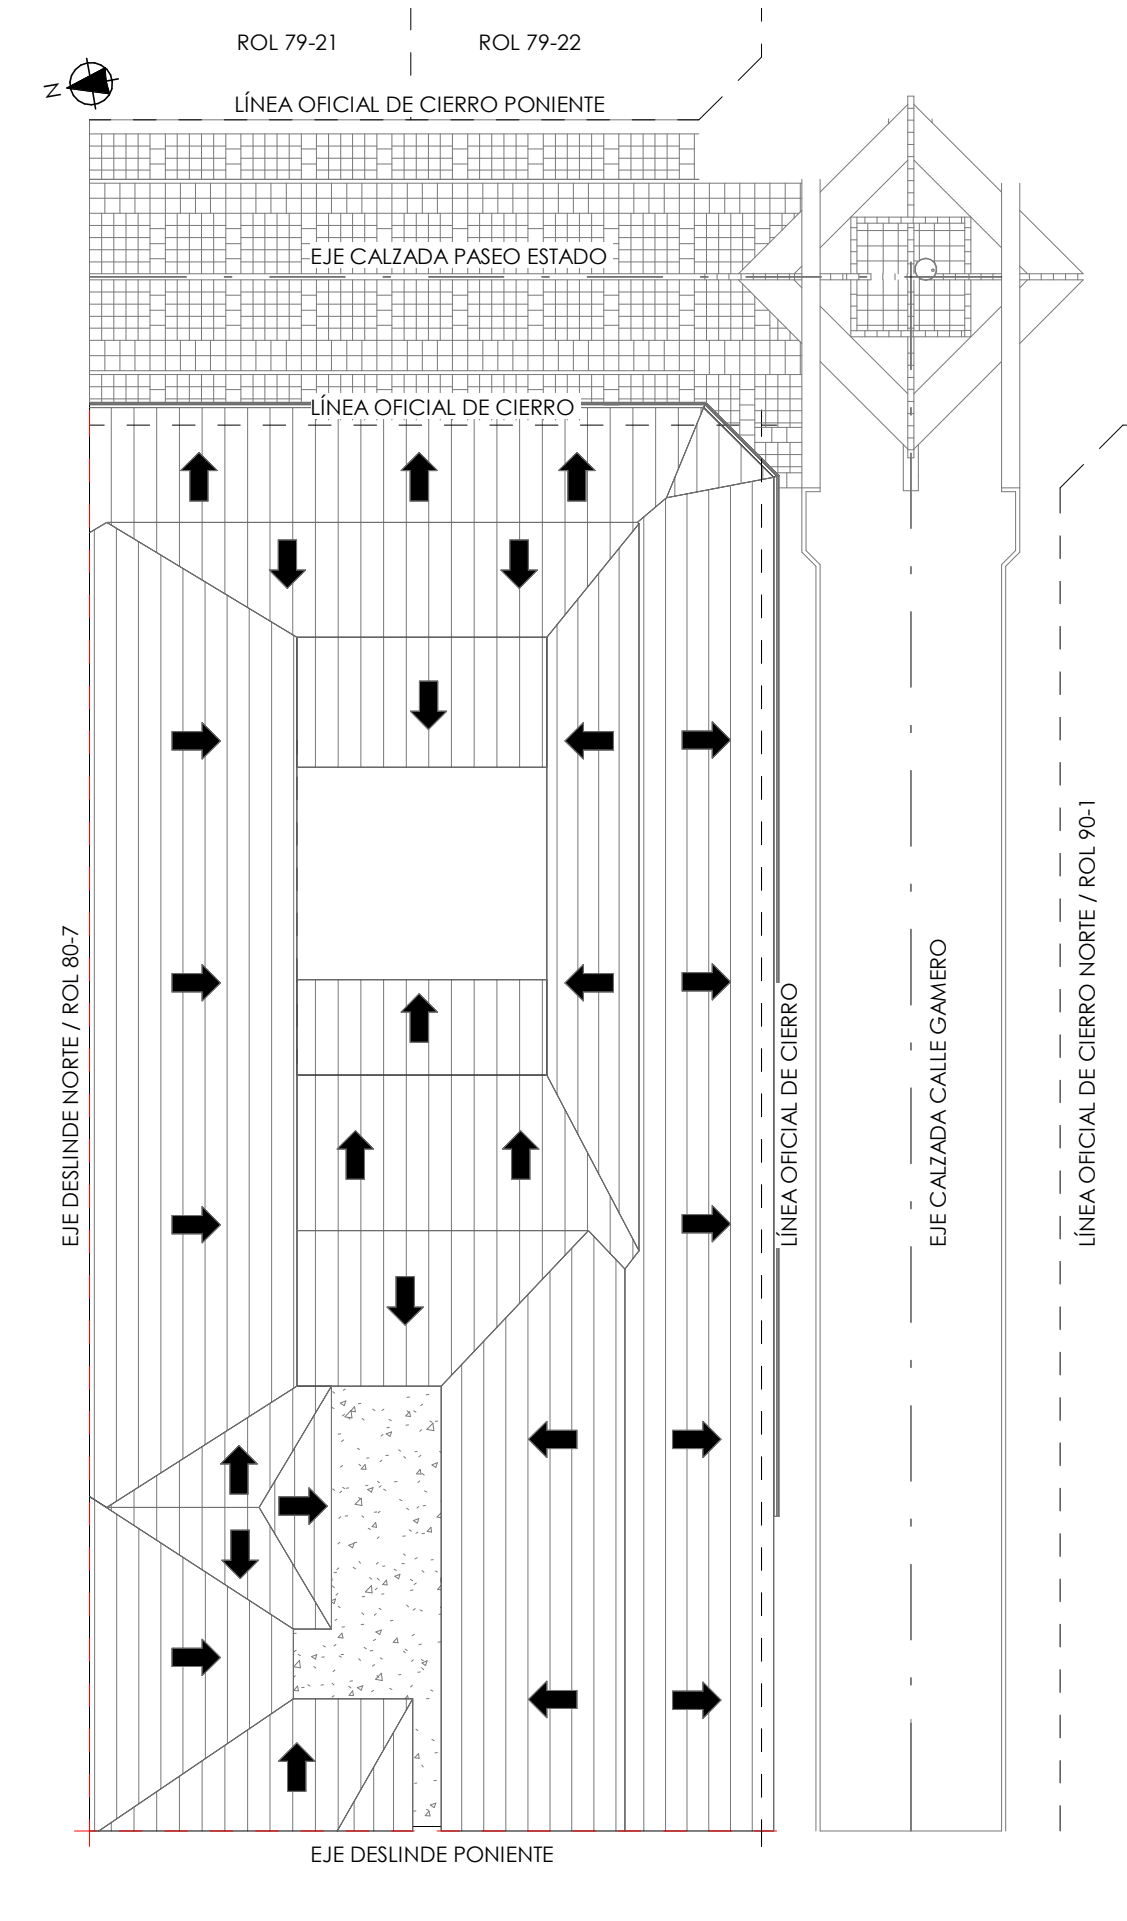 ROL 79-21
ROL 79-22
N
LÍNEA OFICIAL DE CIERRO PONIENTE
EJE CALZADA PASEO ESTADO
LÍNEA OFICIAL DE CIERRO
EJE DESLINDE NORTE / ROL 80-7
LÍNEA OFICIAL DE CIERRO
EJE CALZADA CALLE GAMERO
LÍNEA OFICIAL DE CIERRO NORTE / ROL 90-1
EJE DESLINDE PONIENTE